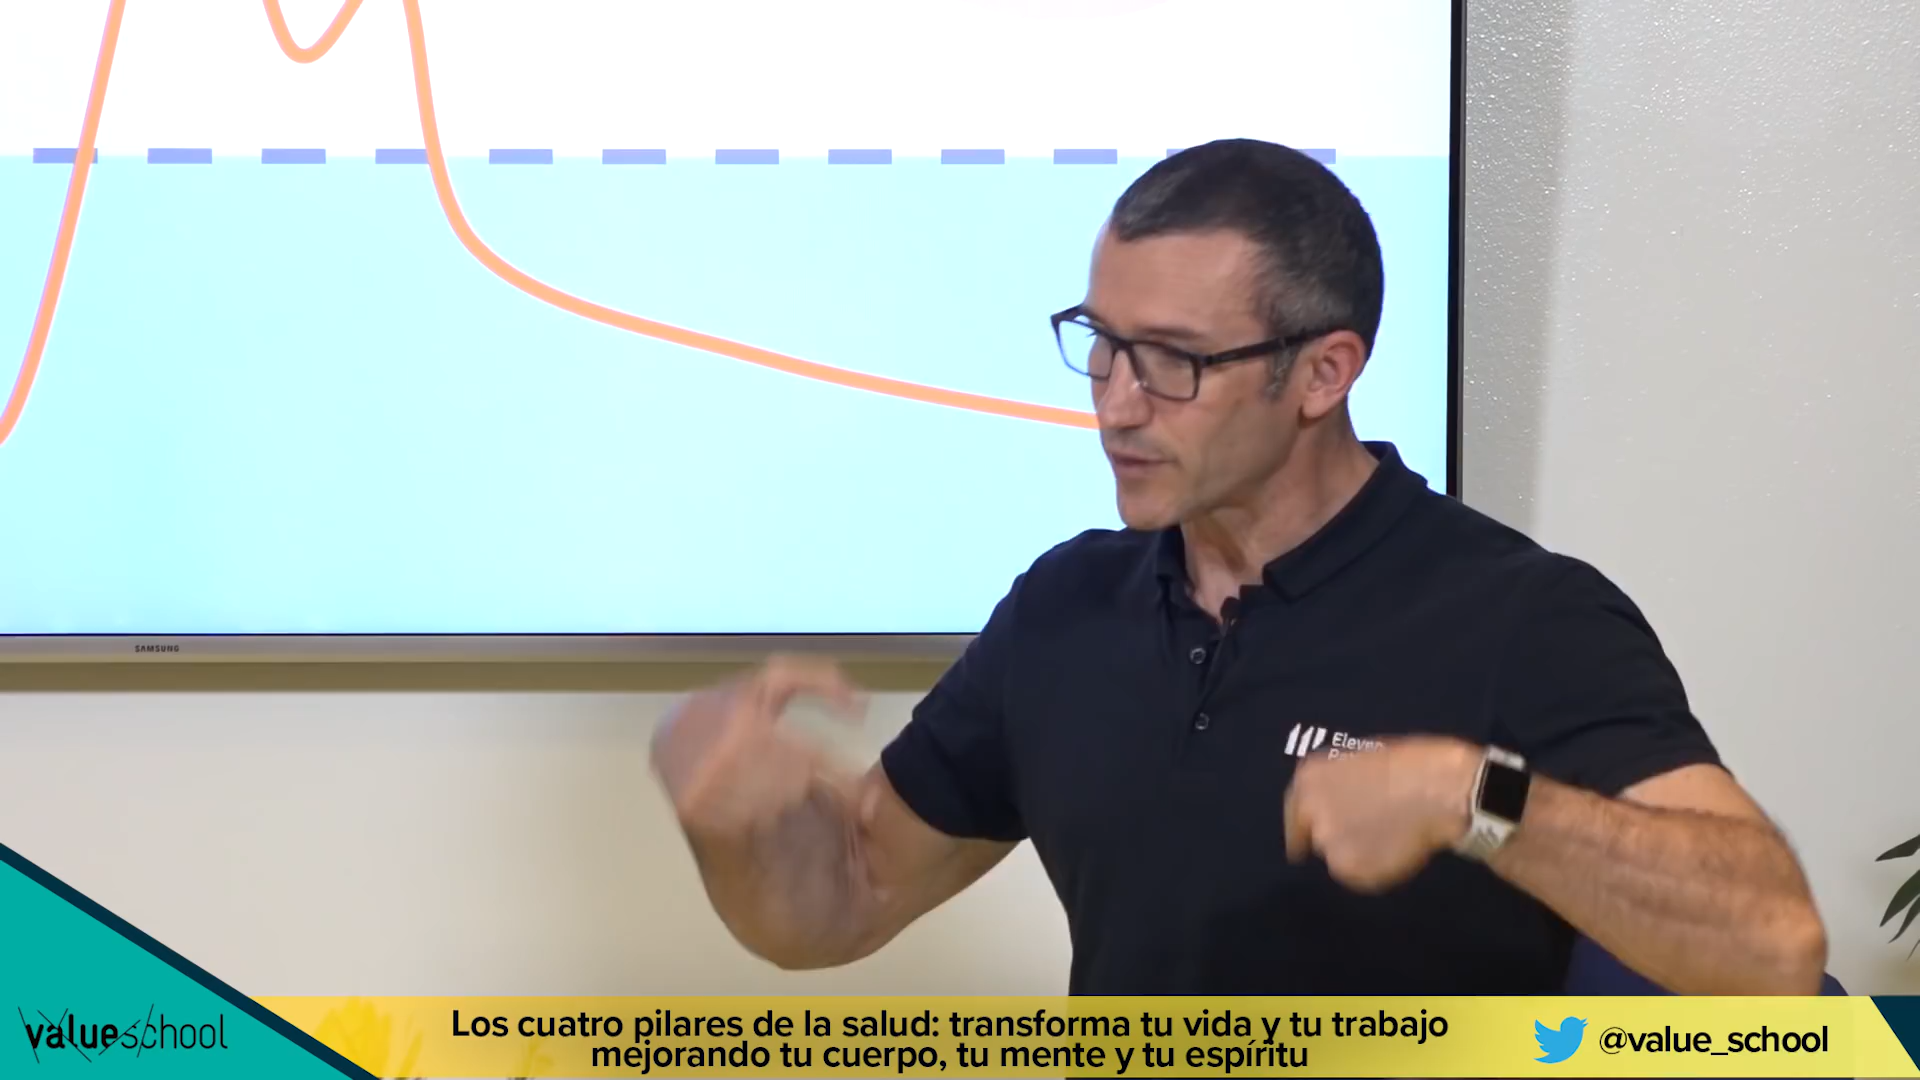 SAMSUNG
Eleven
valueschool
Los cuatro pilares de la salud: transforma tu vida y tu trabajo
mejorando tu cuerpo, tu mente y tu espíritu
@value_school